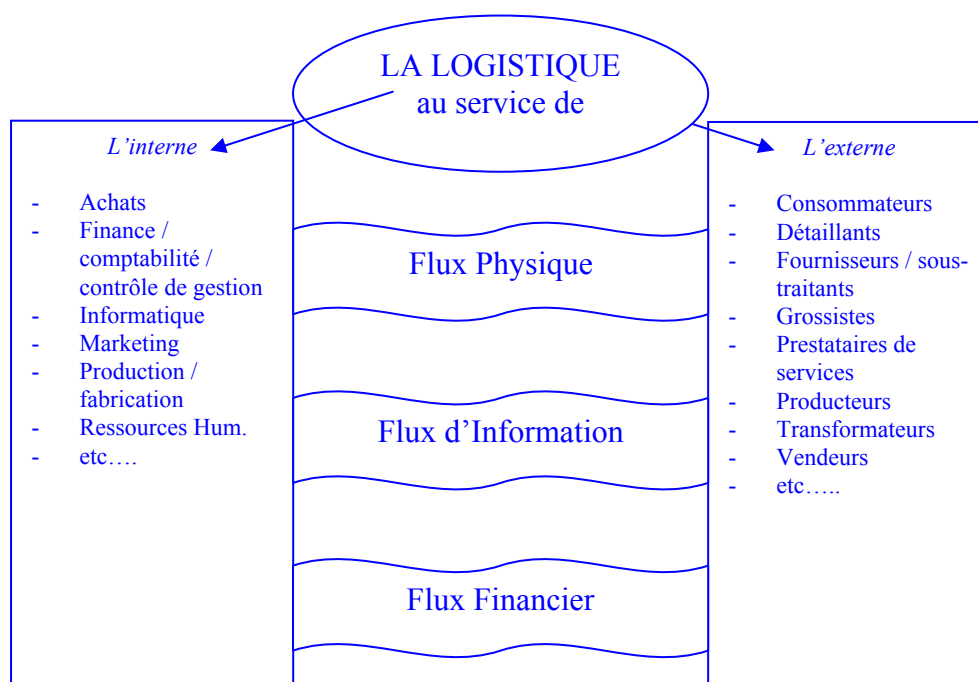 LA LOGISTIQUE
au service de
L’interne
- Achats
- Finance /
comptabilité /
contrôle de gestion
- Informatique
- Marketing
- Production /
fabrication
- Ressources Hum.
- etc….
Flux Physique
Flux d’Information
Flux Financier
L’externe
- Consommateurs
- Détaillants
- Fournisseurs / sous-
traitants
- Grossistes
- Prestataires de
services
- Producteurs
- Transformateurs
- Vendeurs
- etc…..